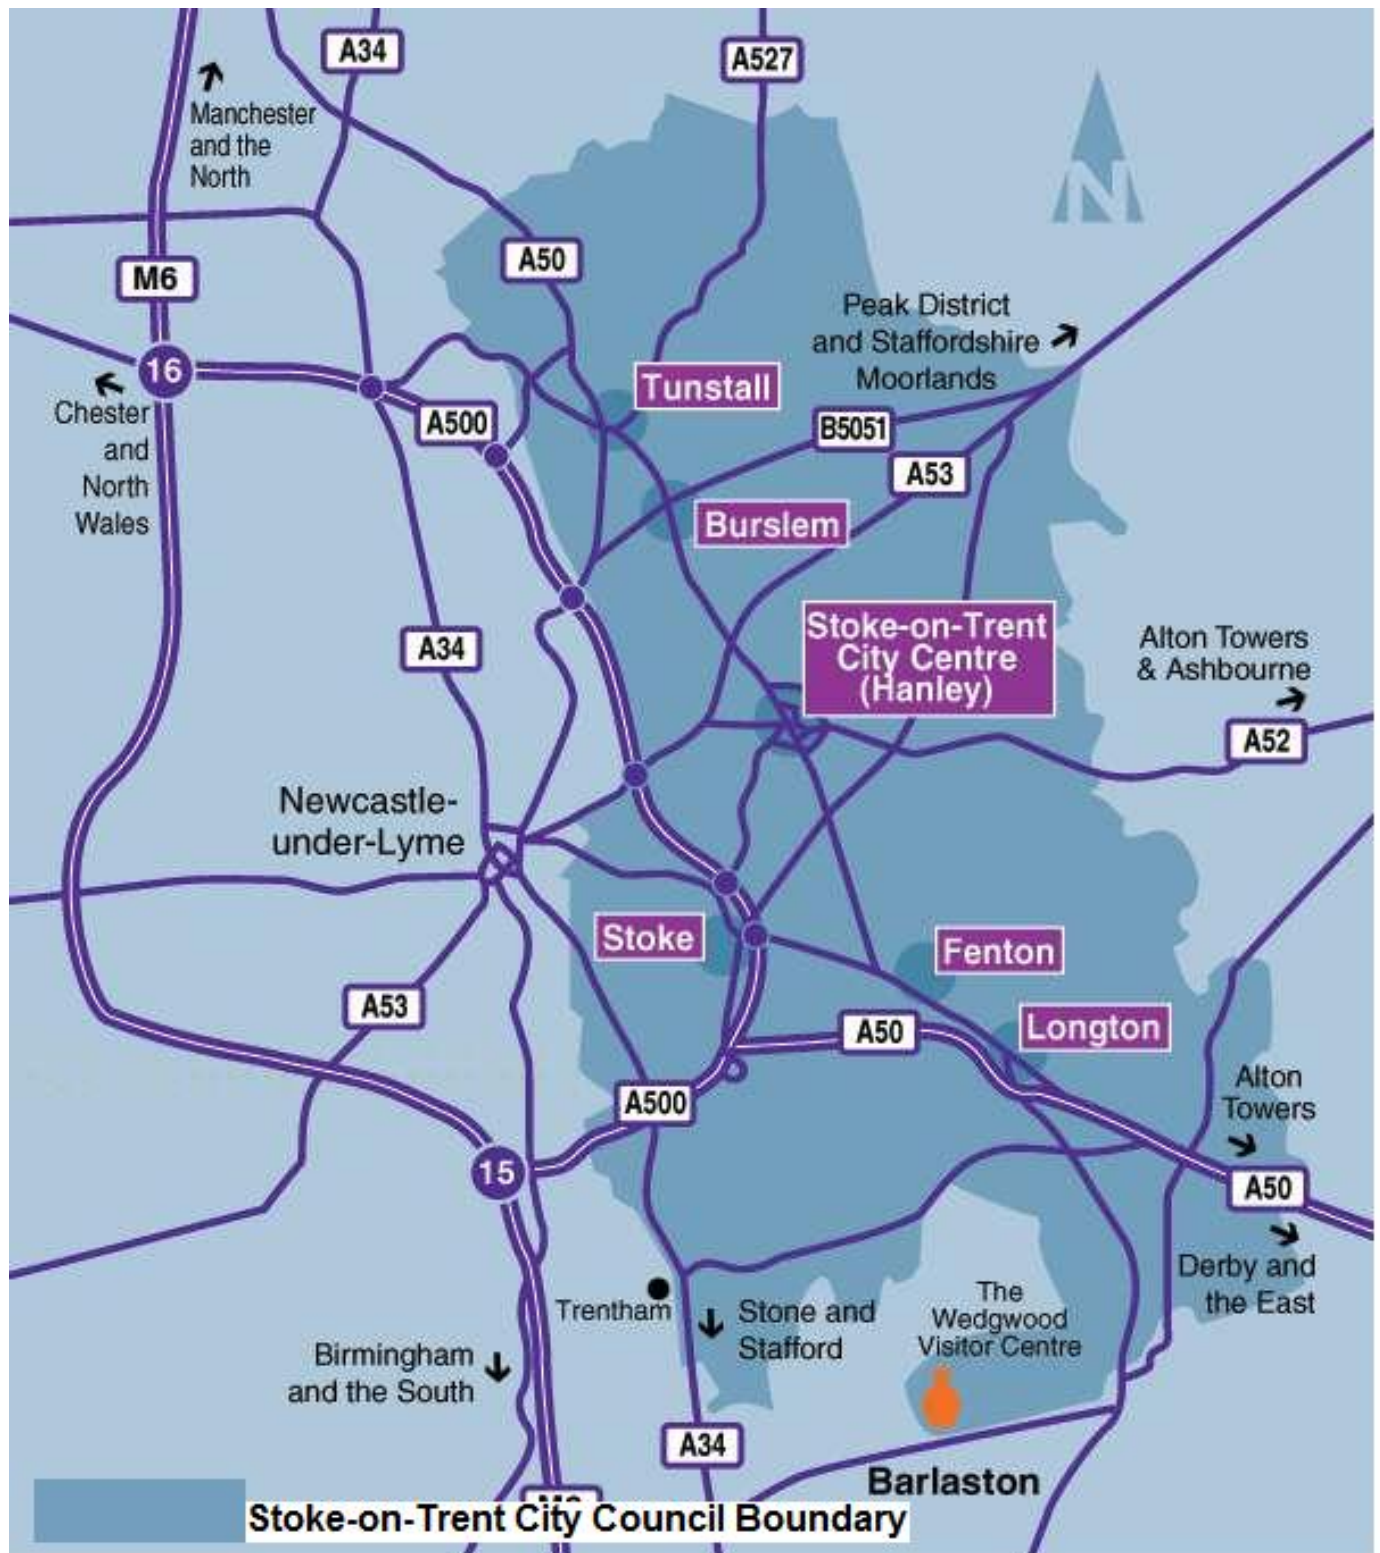 A34
A527
Manchester
and the
North
N
A50
M6
Peak District
and Staffordshire
Moorlands
16
Tunstall
Chester
and
North
Wales
A500
B5051
A53
Burslem
A34
Stoke-on-Trent
City Centre
(Hanley)
Alton Towers
& Ashbourne
A52
Newcastle-
under-Lyme
Stoke
Fenton
A53
A50
Longton
A500
Alton
Towers
15
A50
Derby and
the East
Trentham
Stone and
Stafford
The
Wedgwood
Visitor Centre
Birmingham
and the South
A34
Barlaston
Stoke-on-Trent City Council Boundary